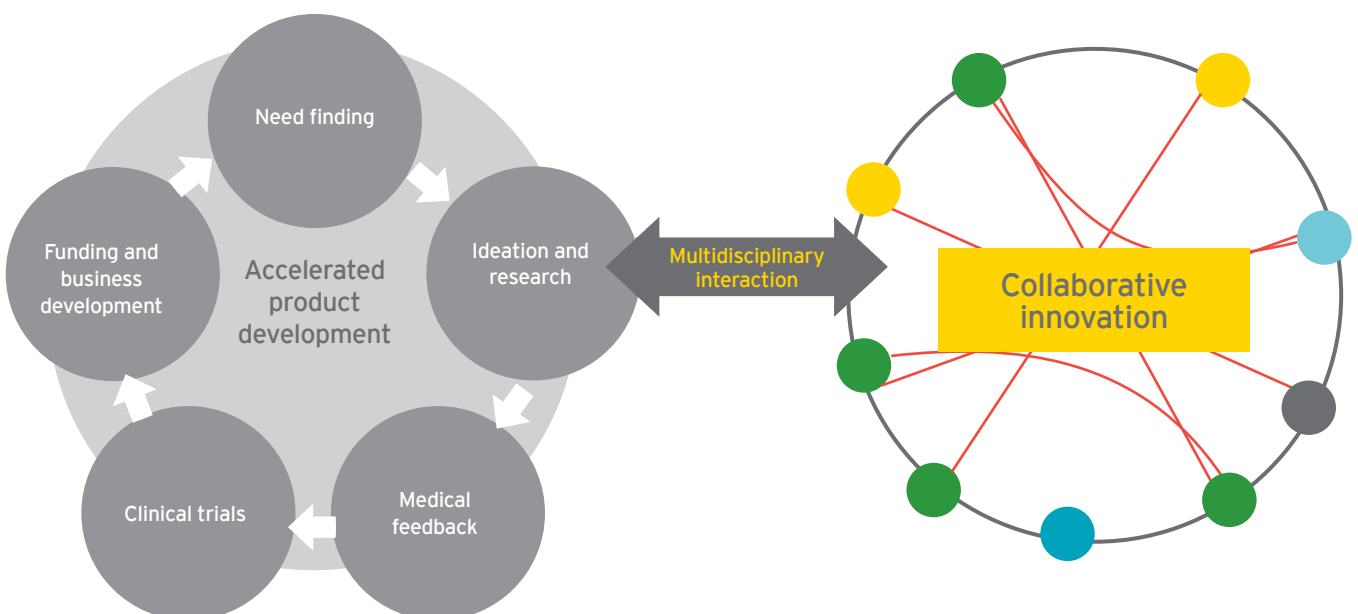 Need finding
Ideation and
research
Medical
feedback
Clinical trials
Funding and
business
development
Accelerated
product
development
Multidisciplinary
interaction
Collaborative
innovation